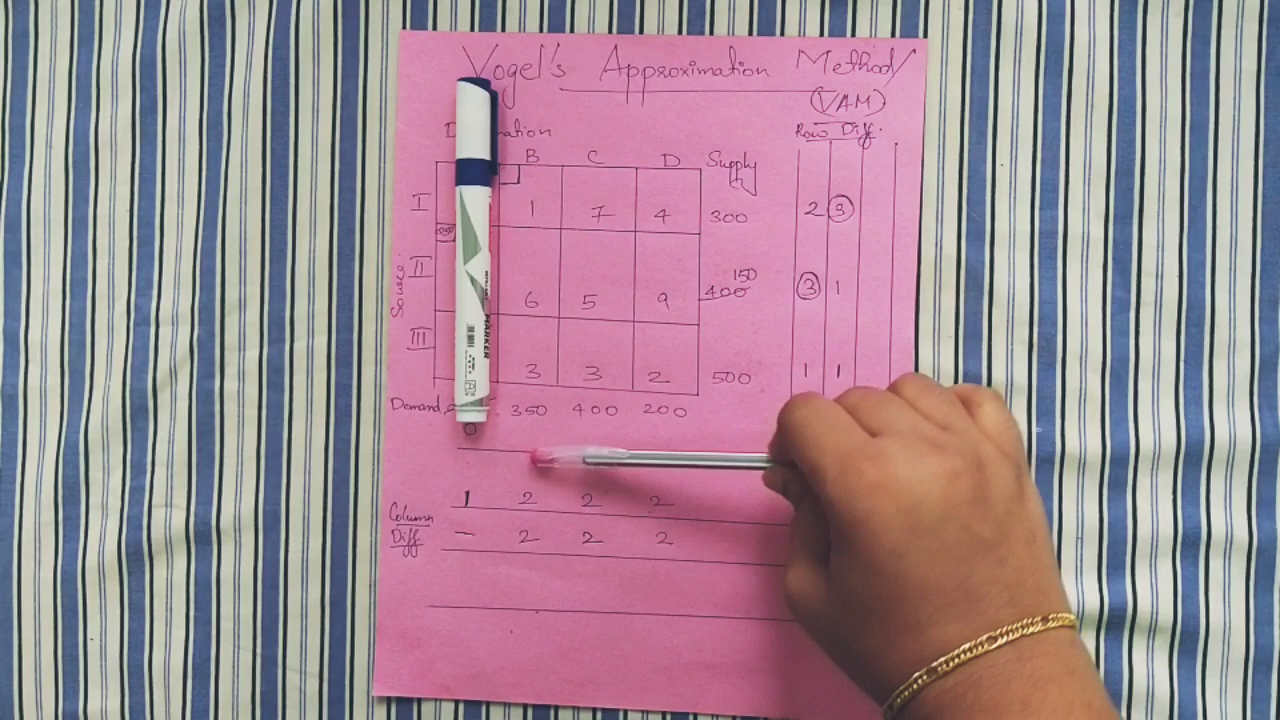 Vogel's Approximation Method
(VAM)
Row Diff.
B C D Supply
I 1 7 4 300 2 3
250
II 6 5 9 400 150 3 1
Source
III 3 3 2 500 1 1
Demand 350 400 200
0
1 2 2 2
Column
Diff - 2 2 2
MARKER